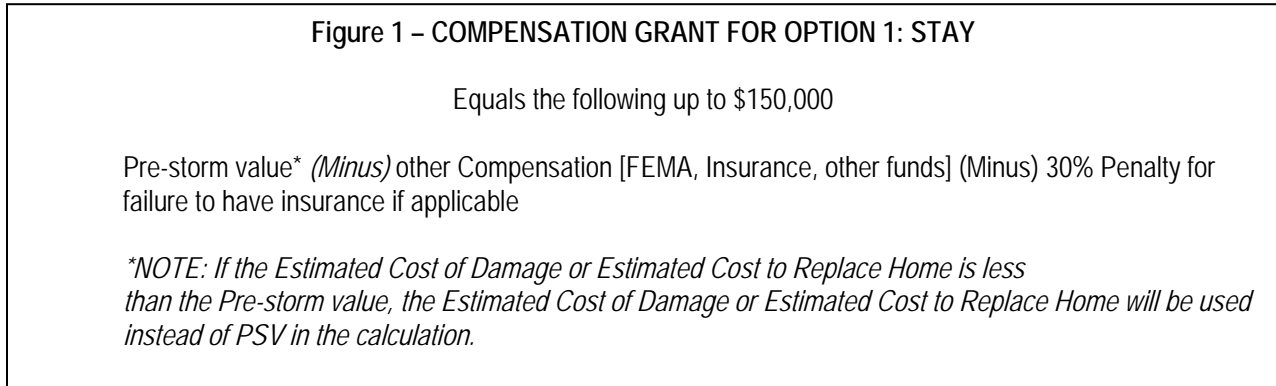 Figure 1 – COMPENSATION GRANT FOR OPTION 1: STAY
Equals the following up to $150,000
Pre-storm value* (Minus) other Compensation [FEMA, Insurance, other funds] (Minus) 30% Penalty for
failure to have insurance if applicable
*NOTE: If the Estimated Cost of Damage or Estimated Cost to Replace Home is less
than the Pre-storm value, the Estimated Cost of Damage or Estimated Cost to Replace Home will be used
instead of PSV in the calculation.